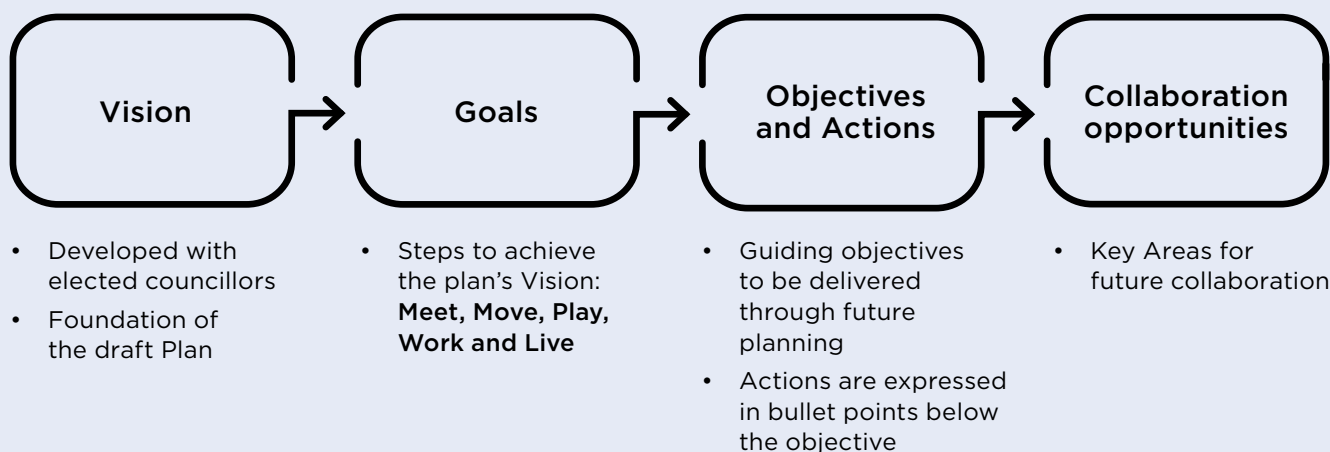 Vision
Goals
Objectives
and Actions
Collaboration
opportunities
• Developed with
elected councillors
• Foundation of
the draft Plan
• Steps to achieve
the plan’s Vision:
Meet, Move, Play,
Work and Live
• Guiding objectives
to be delivered
through future
planning
• Actions are expressed
in bullet points below
the objective
• Key Areas for
future collaboration